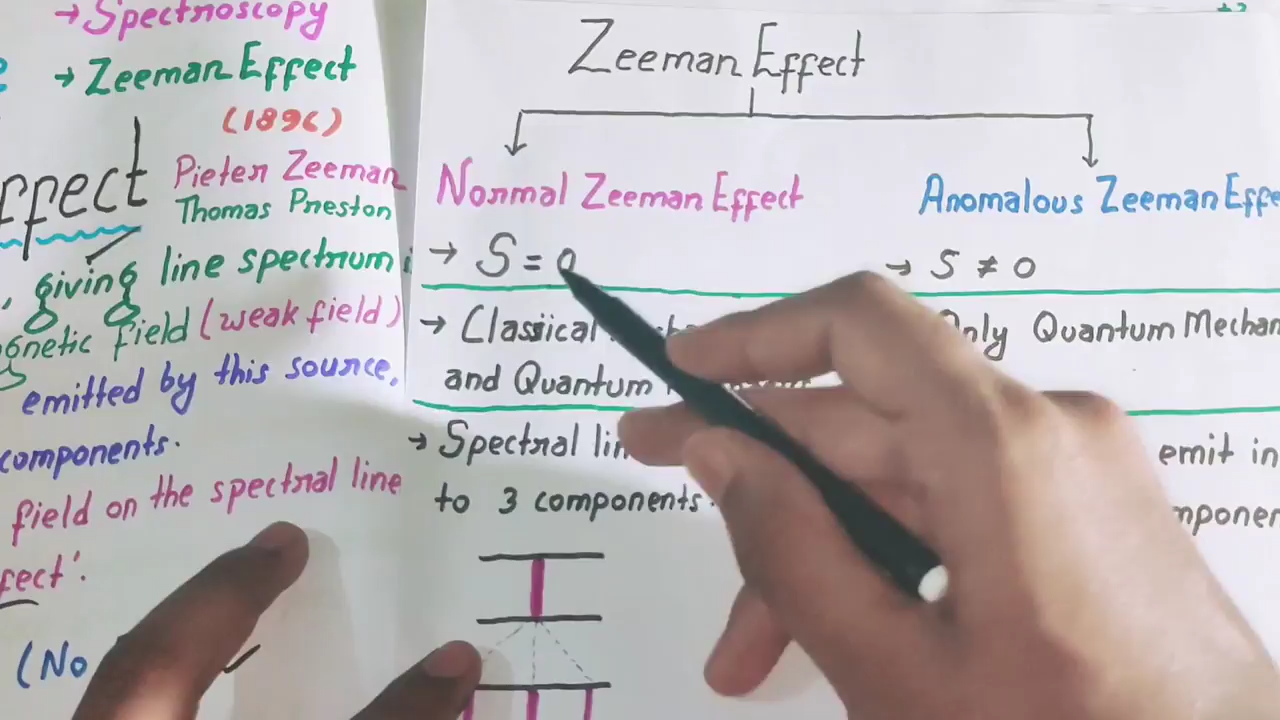 → Spectroscopy
→ Zeeman Effect
(1896)
ffect
Pieter Zeeman
Thomas Preston
, giving line spectrum
gnetic field (weak field)
emitted by this source,
components.
field on the spectral line
fect'.
(No
Zeeman Effect
Normal Zeeman Effect
→ S = 0
→ Classical
and Quantum
→ Spectral lin
to 3 components.
Anomalous Zeeman Effe
→ S ≠ 0
Only Quantum Mechan
emit in
mponen